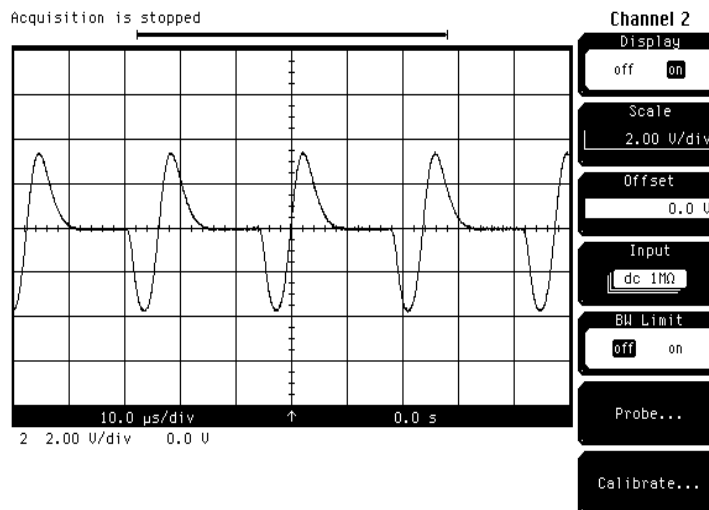 Acquisition is stopped
10.0 µs/div ↑ 0.0 s
2 2.00 V/div 0.0 V
Channel 2
Display
off on
Scale
2.00 V/div
Offset
0.0 V
Input
dc 1MΩ
BW Limit
off on
Probe...
Calibrate...